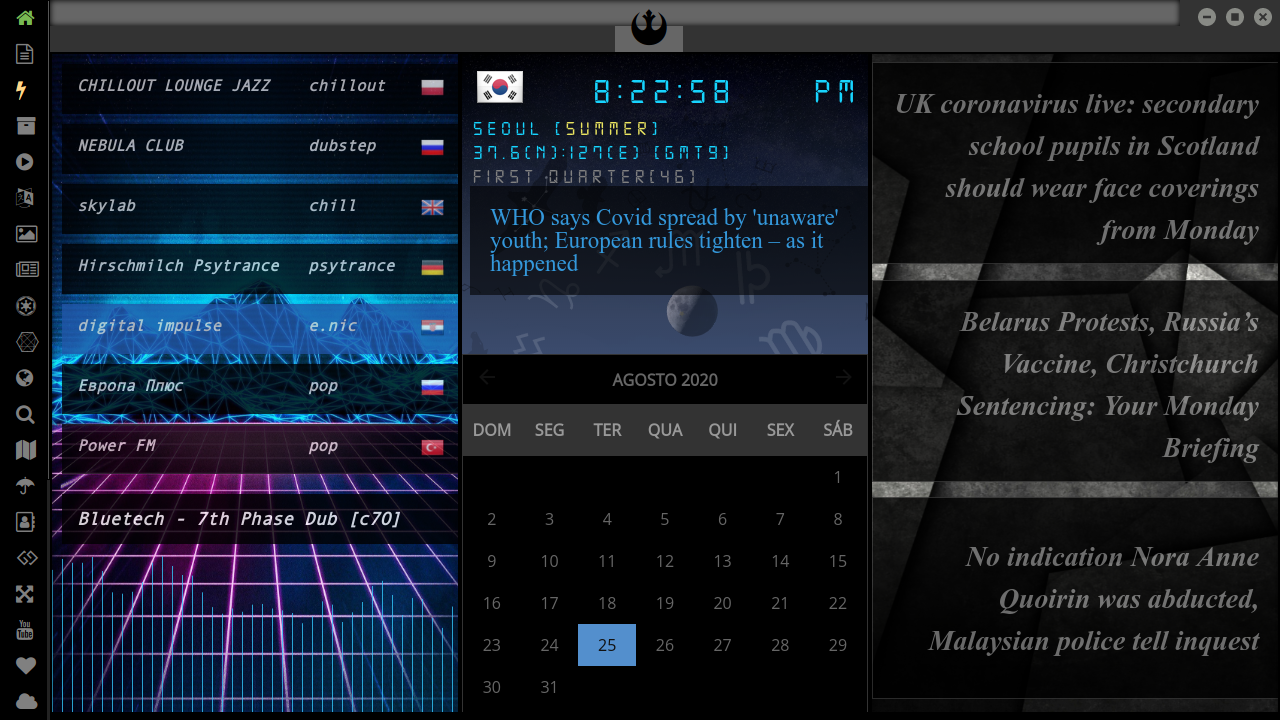 CHILLOUT LOUNGE JAZZ chillout
NEBULA CLUB dubstep
skylab chill
Hirschmilch Psytrance psytrance
digital impulse e.nic
Европа Плюс pop
Power FM pop
Bluetech - 7th Phase Dub [c70]
8:22:58 PM
SEOUL [SUMMER]
37.6(N):127(E) [GMT9]
FIRST QUARTER[46]
WHO says Covid spread by 'unaware'
youth; European rules tighten – as it
happened
AGOSTO 2020
DOM SEG TER QUA QUI SEX SÁB
1
2 3 4 5 6 7 8
9 10 11 12 13 14 15
16 17 18 19 20 21 22
23 24 25 26 27 28 29
30 31
UK coronavirus live: secondary
school pupils in Scotland
should wear face coverings
from Monday
Belarus Protests, Russia’s
Vaccine, Christchurch
Sentencing: Your Monday
Briefing
No indication Nora Anne
Quoirin was abducted,
Malaysian police tell inquest
You
Tube